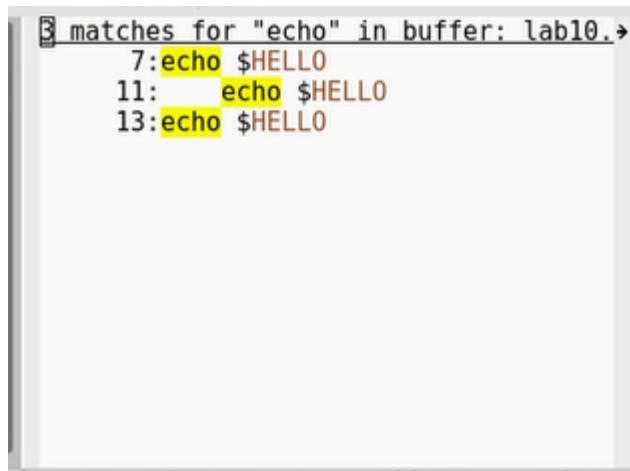 3 matches for "echo" in buffer: lab10.
7:echo $HELLO
11:    echo $HELLO
13:echo $HELLO